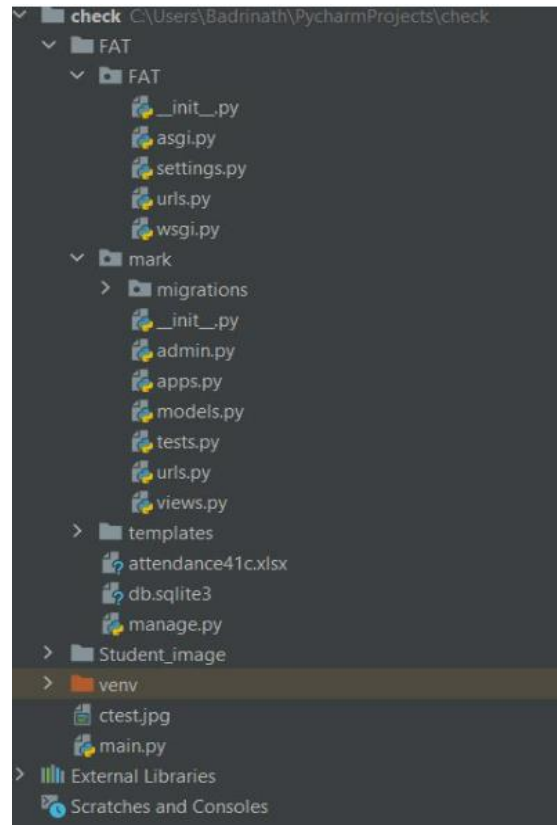 check C:\Users\Badrinath\PycharmProjects\check
FAT
FAT
__init__.py
asgi.py
settings.py
urls.py
wsgi.py
mark
migrations
__init__.py
admin.py
apps.py
models.py
tests.py
urls.py
views.py
templates
attendance41c.xlsx
db.sqlite3
manage.py
Student_image
venv
ctest.jpg
main.py
External Libraries
Scratches and Consoles